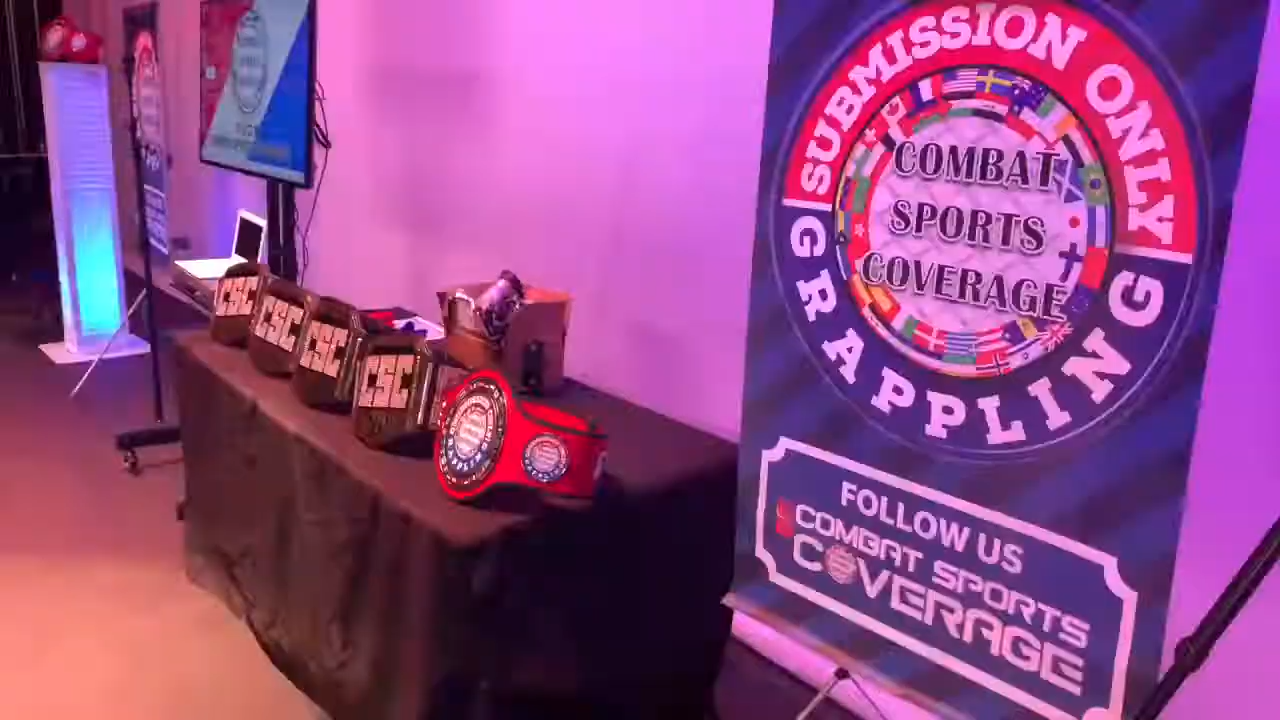 SUBMISSION ONLY
COMBAT
SPORTS
COVERAGE
GRAPPLING
FOLLOW US
COMBAT SPORTS
COVERAGE
CSC
CSC
CSC
CSC